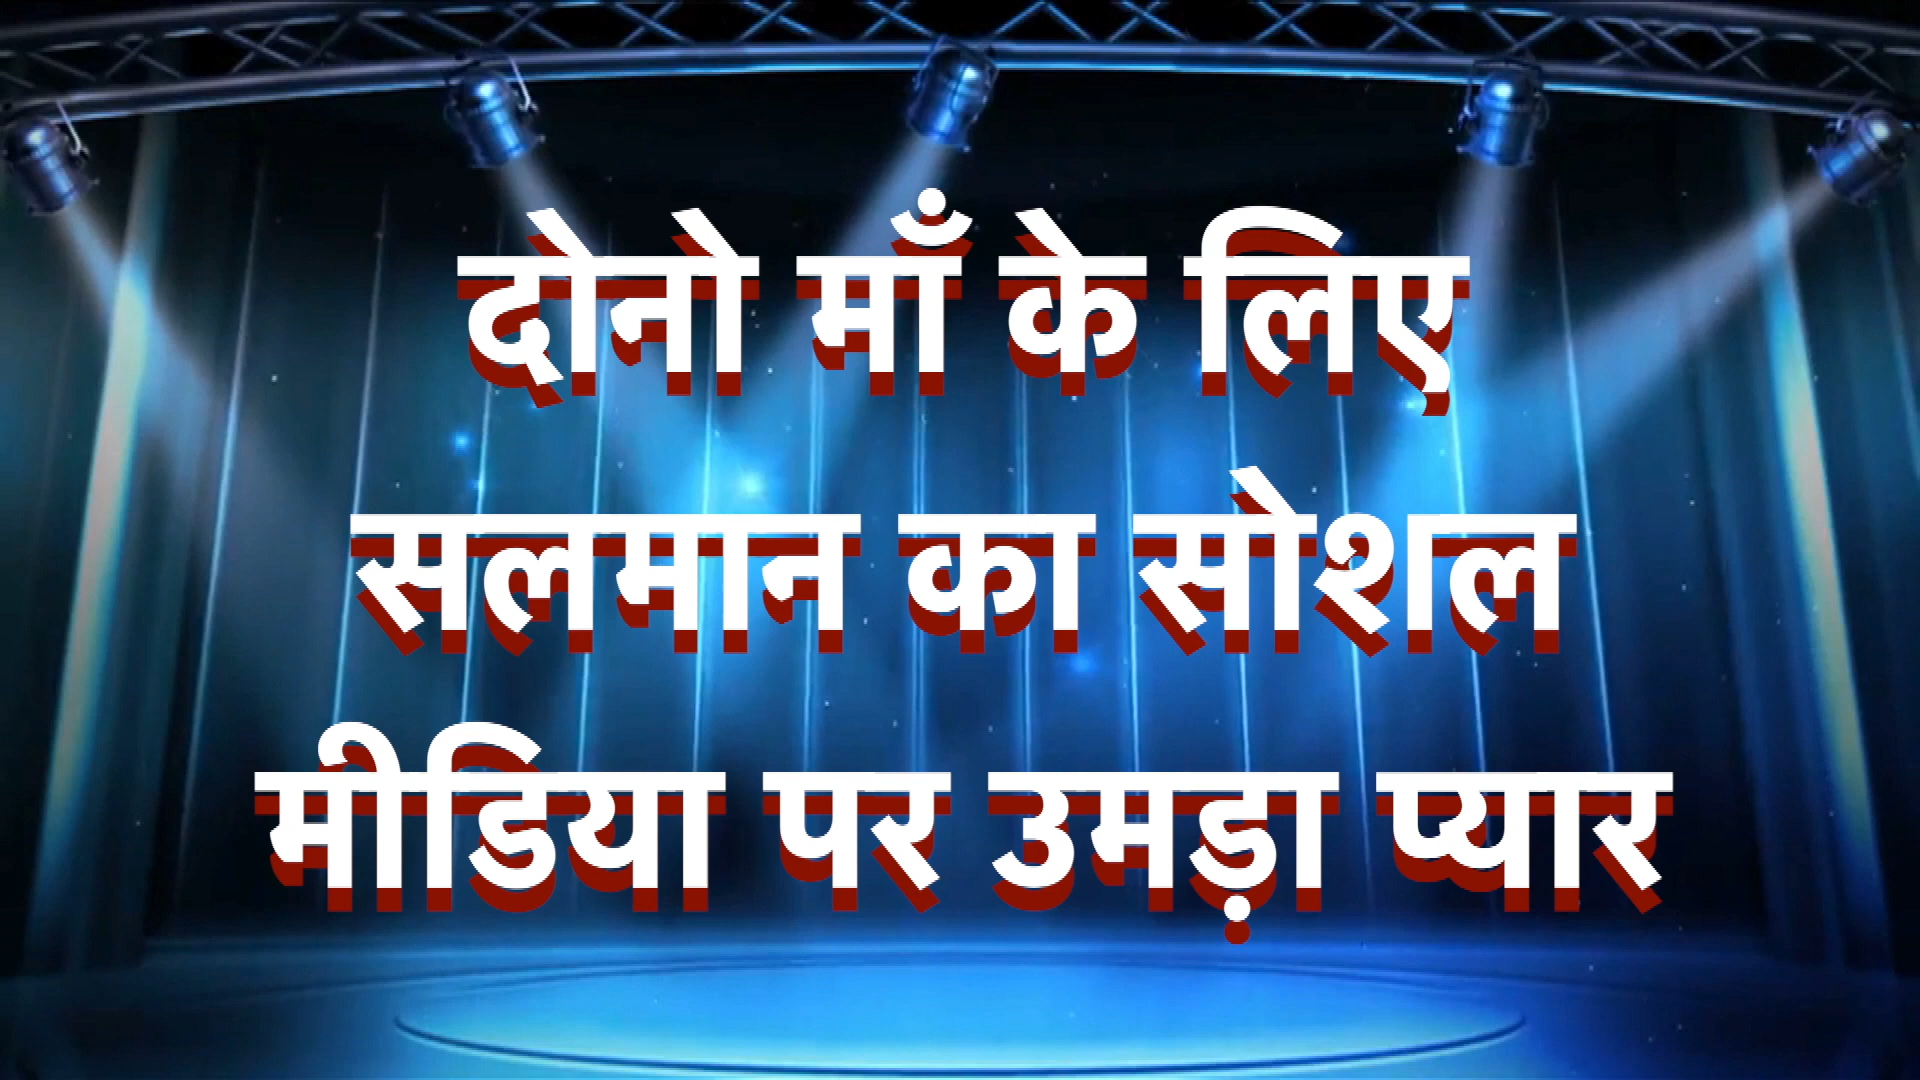 दोनो माँ के लिए
सलमान का सोशल
मीडिया पर उमड़ा प्यार